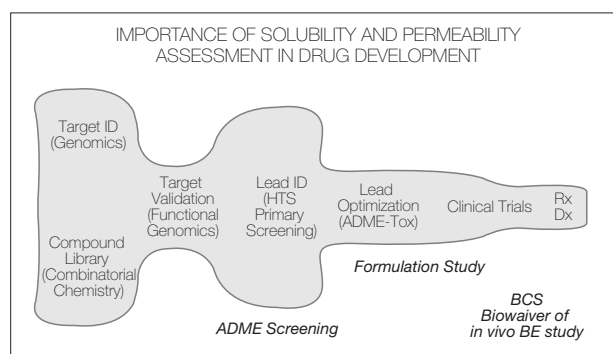 IMPORTANCE OF SOLUBILITY AND PERMEABILITY
ASSESSMENT IN DRUG DEVELOPMENT
Target ID
(Genomics)
Compound
Library
(Combinatorial
Chemistry)
Target
Validation
(Functional
Genomics)
Lead ID
(HTS
Primary
Screening)
Lead
Optimization
(ADME-Tox)
Clinical Trials
Rx
Dx
Formulation Study
ADME Screening
BCS
Biowaiver of
in vivo BE study